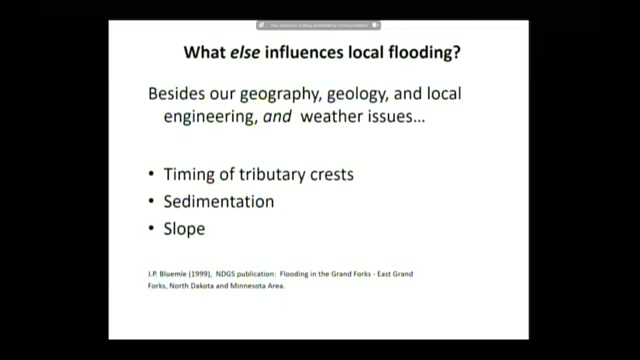 What else influences local flooding?
Besides our geography, geology, and local
engineering, and weather issues…
• Timing of tributary crests
• Sedimentation
• Slope
J.P. Bluemle (1999), NDGS publication: Flooding in the Grand Forks - East Grand
Forks, North Dakota and Minnesota Area.